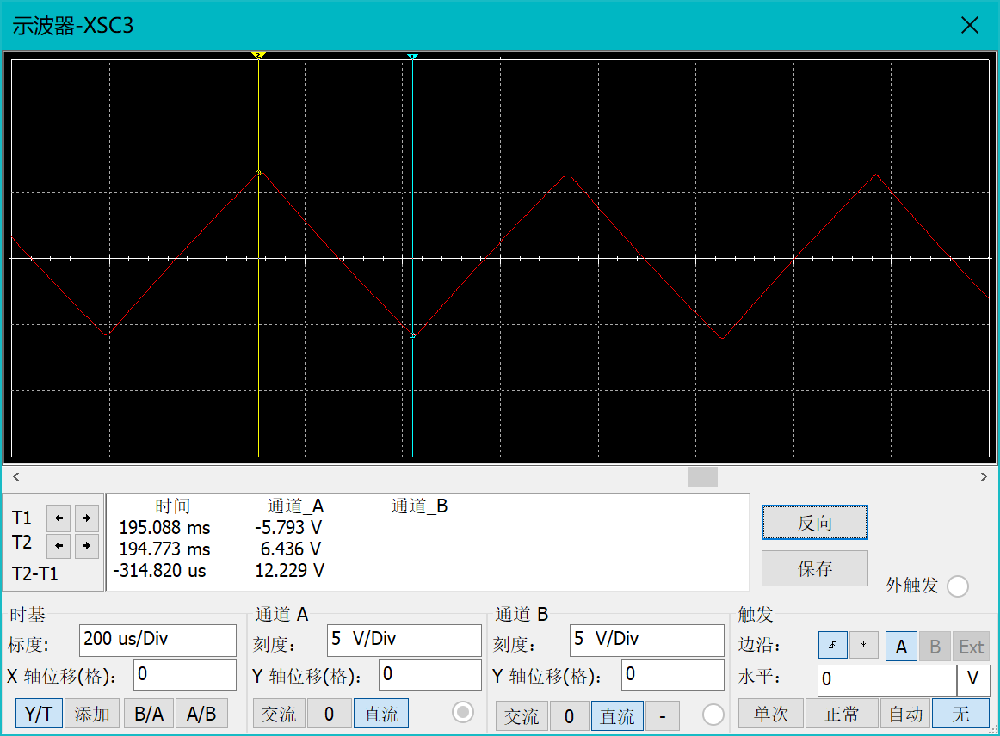 示波器-XSC3
2
1
时间 通道_A 通道_B
T1 195.088 ms -5.793 V
T2 194.773 ms 6.436 V
T2-T1 -314.820 us 12.229 V
反向
保存
外触发
时基
标度: 200 us/Div
X 轴位移(格): 0
Y/T 添加 B/A A/B
通道 A
刻度: 5 V/Div
Y 轴位移(格): 0
交流 0 直流
通道 B
刻度: 5 V/Div
Y 轴位移(格): 0
交流 0 直流 -
触发
边沿: A B Ext
水平: 0 V
单次 正常 自动 无